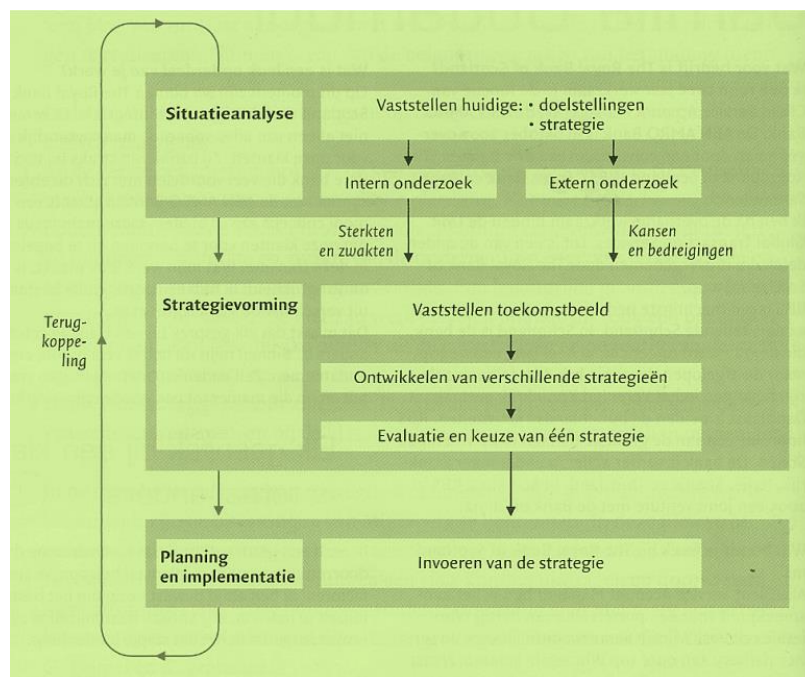 Situatieanalyse
Vaststellen huidige: • doelstellingen
• strategie
Intern onderzoek
Extern onderzoek
Sterkten
en zwakten
Kansen
en bedreigingen
Strategievorming
Vaststellen toekomstbeeld
Terug-
koppe-
ling
Ontwikkelen van verschillende strategieën
Evaluatie en keuze van één strategie
Planning
en implementatie
Invoeren van de strategie